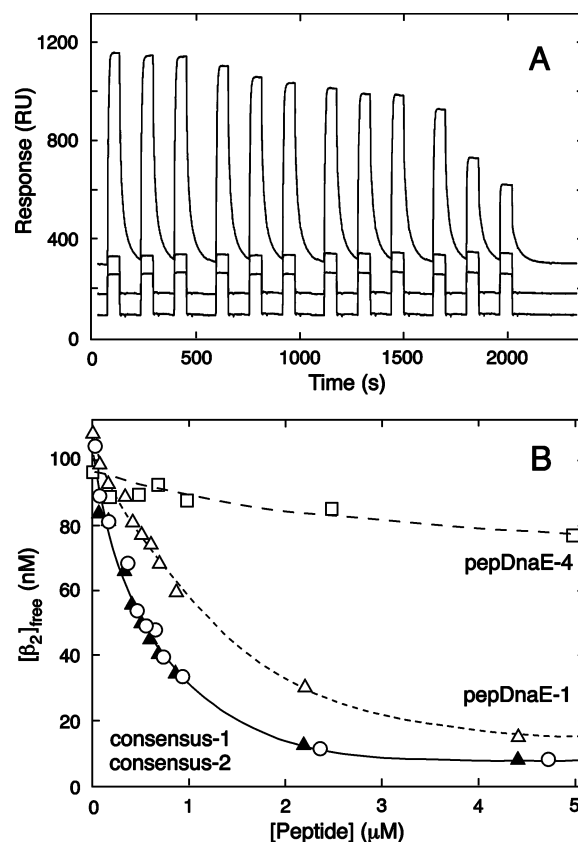 A
Response (RU)
1200
800
400
0
0 500 1000 1500 2000
Time (s)
B
[β₂]free (nM)
100
80
60
40
20
0
pepDnaE-4
pepDnaE-1
consensus-1
consensus-2
0 1 2 3 4 5
[Peptide] (μM)